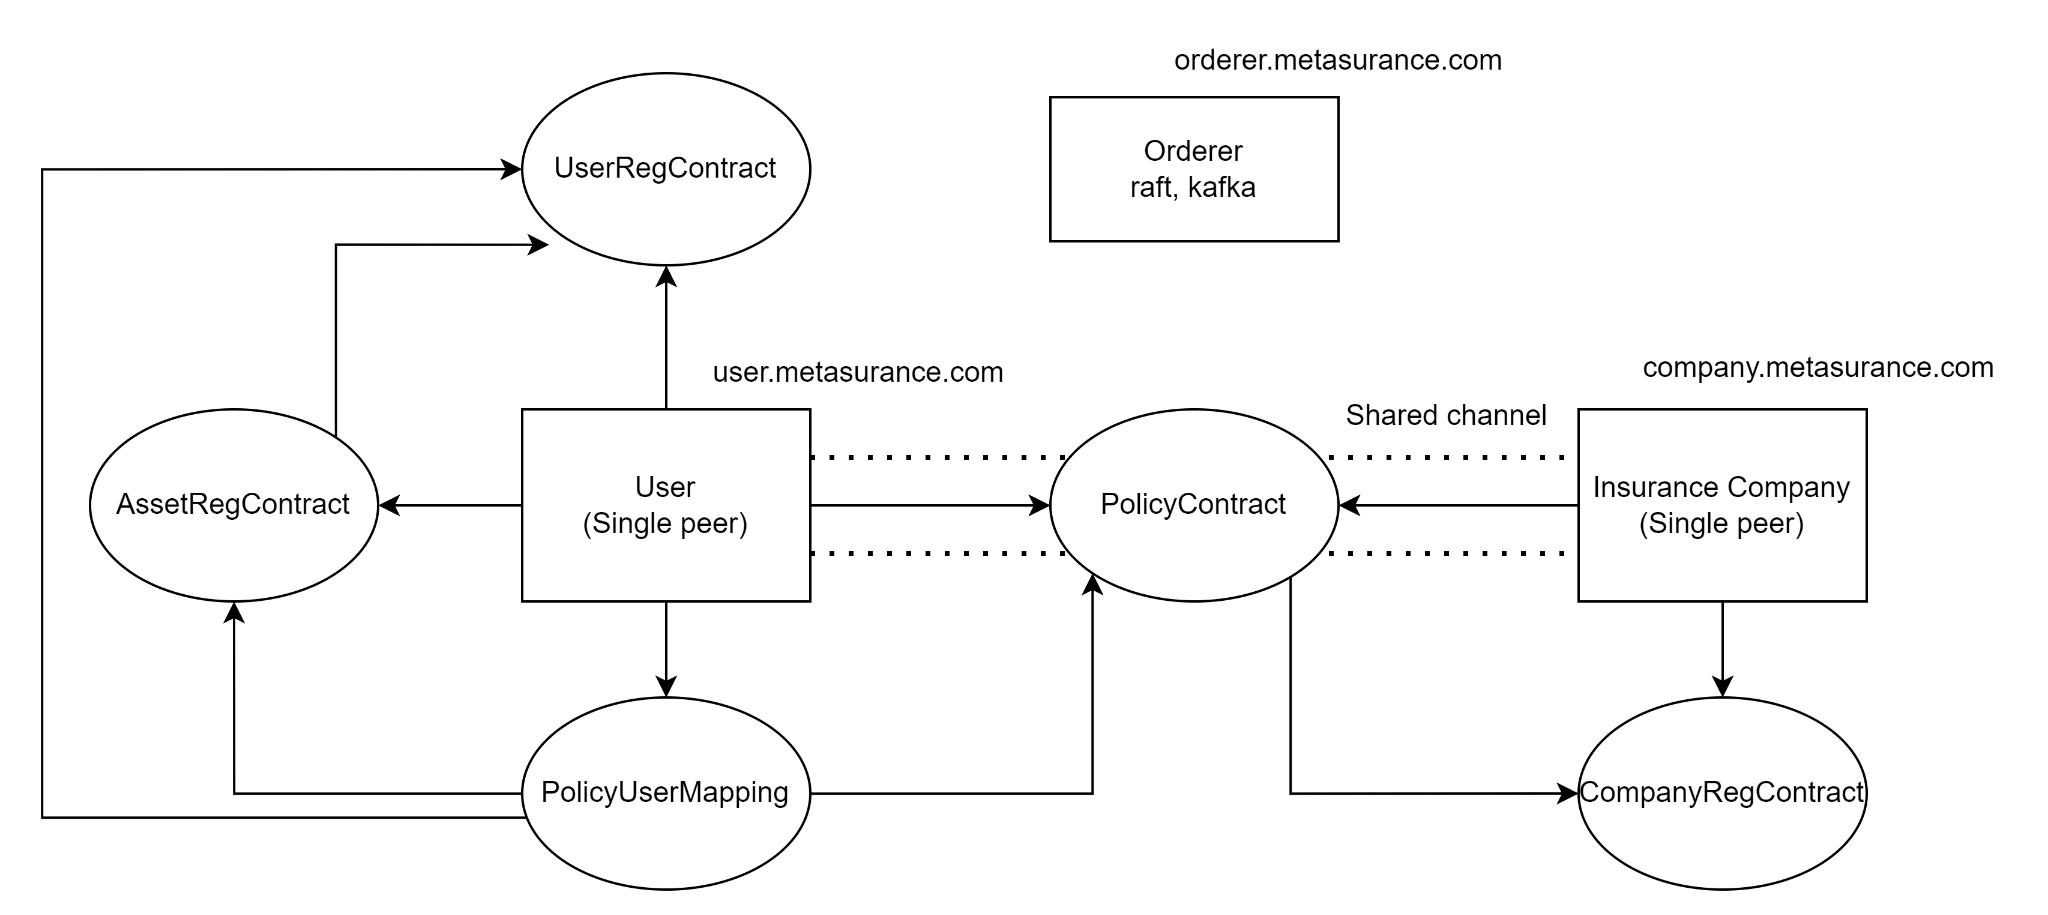 orderer.metasurance.com
Orderer
raft, kafka
UserRegContract
user.metasurance.com
company.metasurance.com
Shared channel
AssetRegContract
User
(Single peer)
PolicyContract
Insurance Company
(Single peer)
PolicyUserMapping
CompanyRegContract